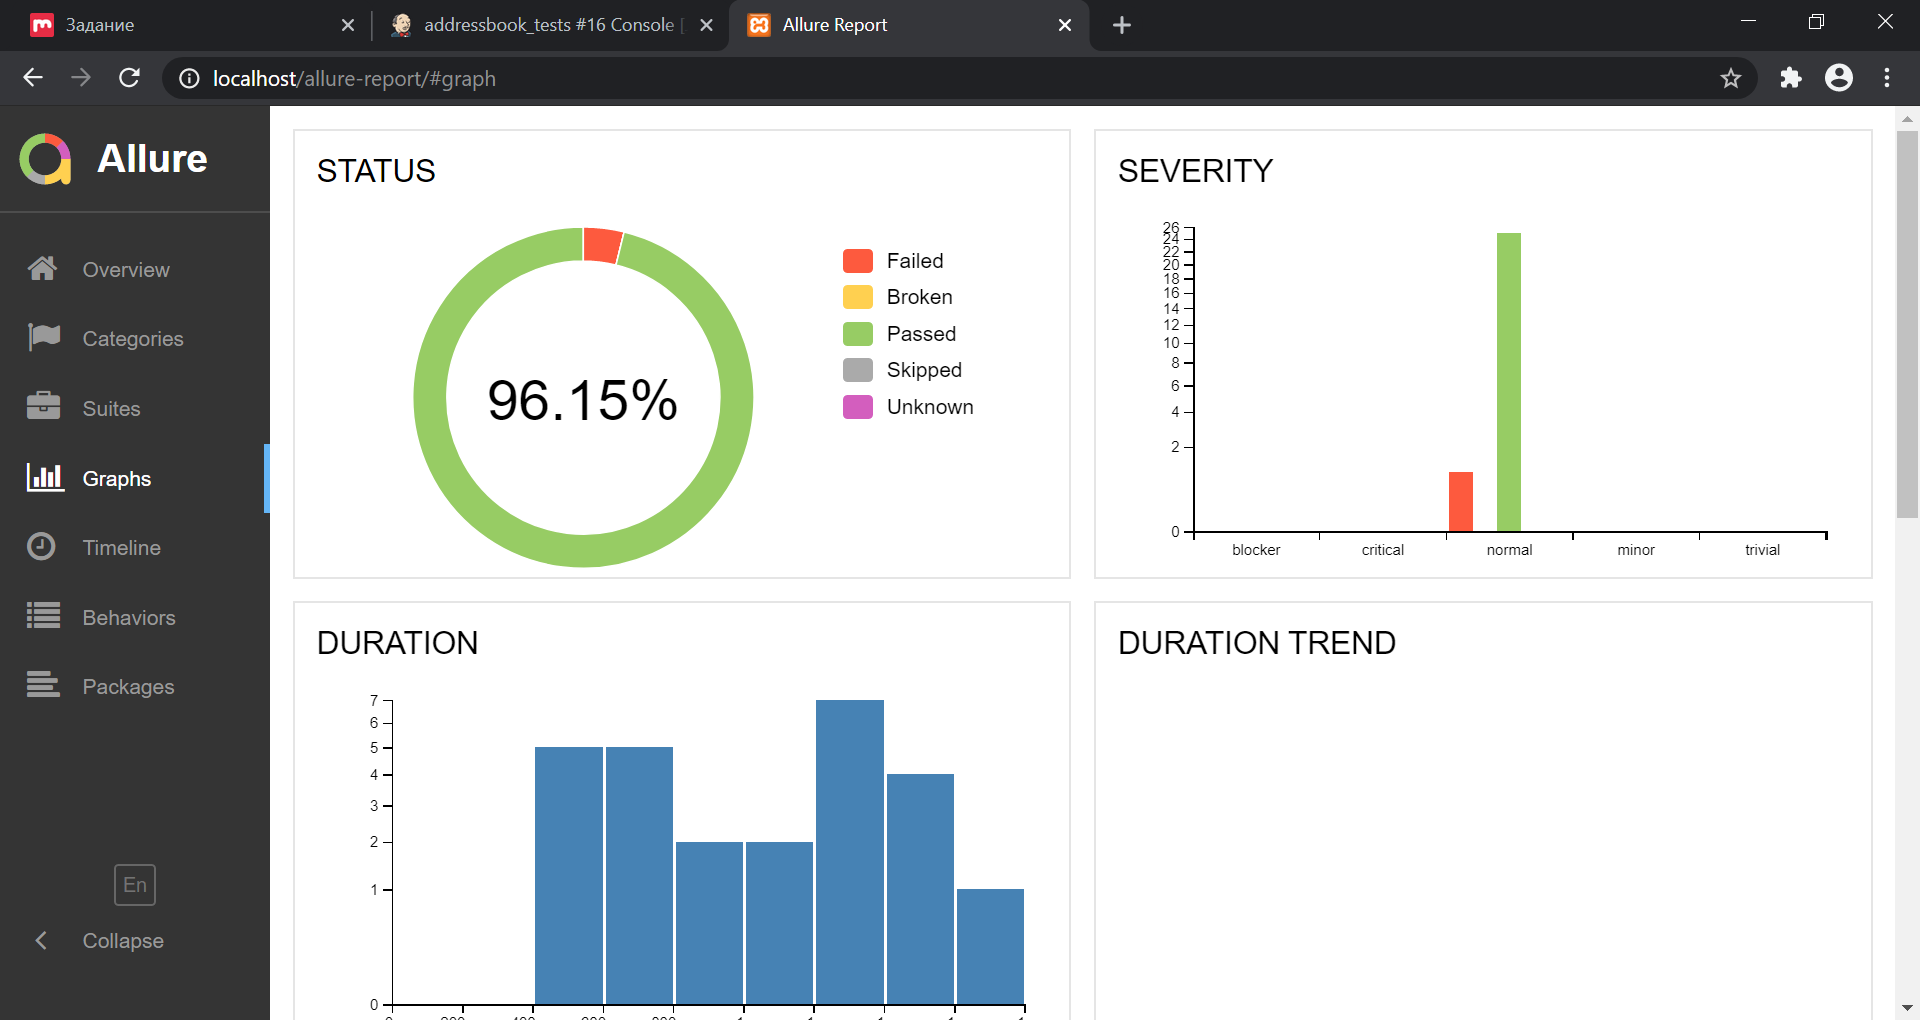 Задание
addressbook_tests #16 Console
Allure Report
localhost/allure-report/#graph
Allure
Overview
Categories
Suites
Graphs
Timeline
Behaviors
Packages
En
Collapse
STATUS
96.15%
Failed
Broken
Passed
Skipped
Unknown
SEVERITY
26
24
22
20
18
16
14
12
10
8
6
4
2
0
blocker critical normal minor trivial
DURATION
7
6
5
4
3
2
1
0
DURATION TREND